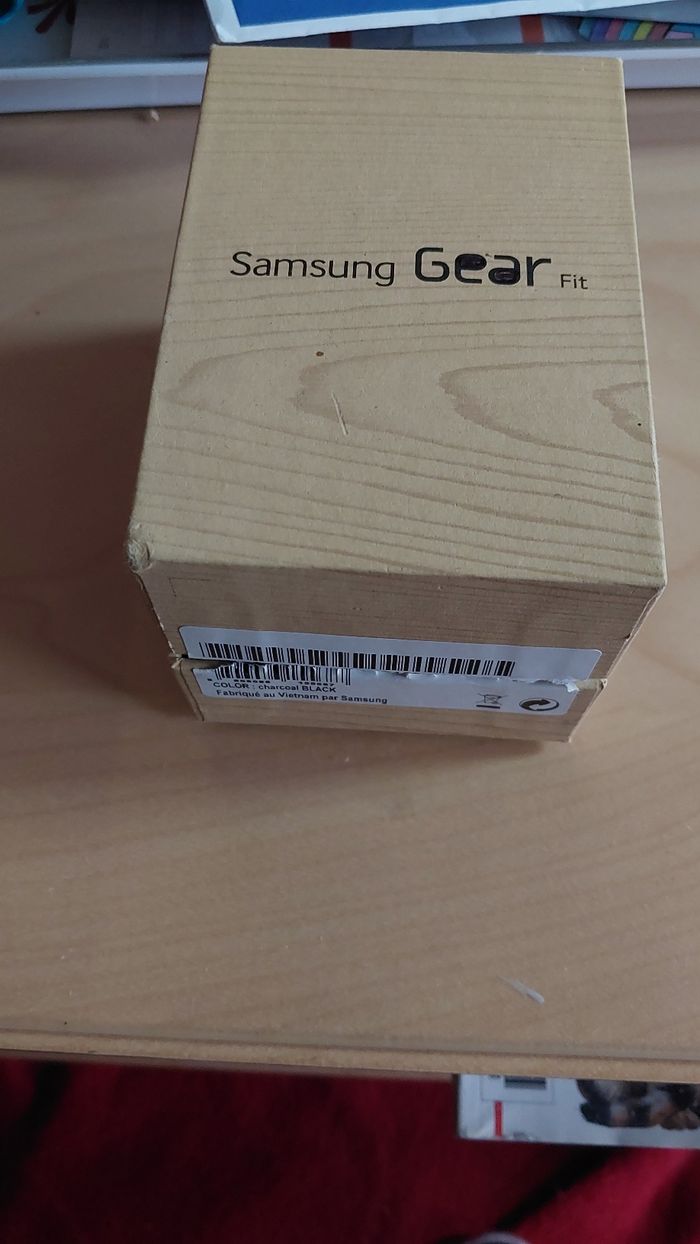 Samsung Gear Fit
COLOR : charcoal BLACK
Fabriqué au Vietnam par Samsung